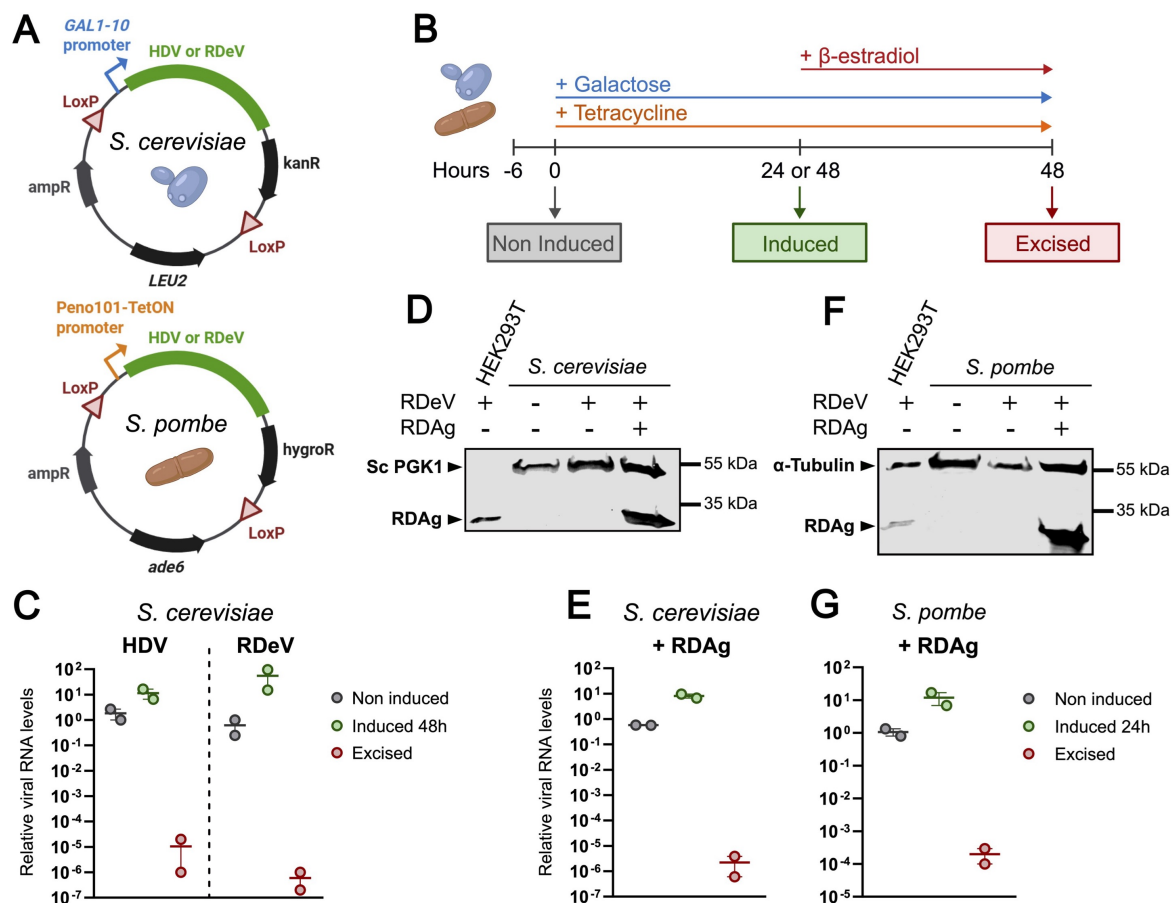 A
GAL1-10
promoter
HDV or RDeV
LoxP
S. cerevisiae
kanR
ampR
LoxP
LEU2
Peno101-TetON
promoter
HDV or RDeV
LoxP
S. pombe
hygroR
ampR
LoxP
ade6
B
+ β-estradiol
+ Galactose
+ Tetracycline
Hours -6 0 24 or 48 48
Non Induced Induced Excised
D
HEK293T
S. cerevisiae
RDeV + - + +
RDAg - - - +
Sc PGK1
55 kDa
35 kDa
RDAg
F
HEK293T
S. pombe
RDeV + - + +
RDAg - - - +
α-Tubulin
55 kDa
35 kDa
RDAg
C
S. cerevisiae
HDV RDeV
Relative viral RNA levels
10²
10¹
10⁰
10⁻¹
10⁻²
10⁻³
10⁻⁴
10⁻⁵
10⁻⁶
10⁻⁷
Non induced
Induced 48h
Excised
E
S. cerevisiae
+ RDAg
Relative viral RNA levels
10²
10¹
10⁰
10⁻¹
10⁻²
10⁻³
10⁻⁴
10⁻⁵
10⁻⁶
10⁻⁷
G
S. pombe
+ RDAg
10²
10¹
10⁰
10⁻¹
10⁻²
10⁻³
10⁻⁴
10⁻⁵
Non induced
Induced 24h
Excised